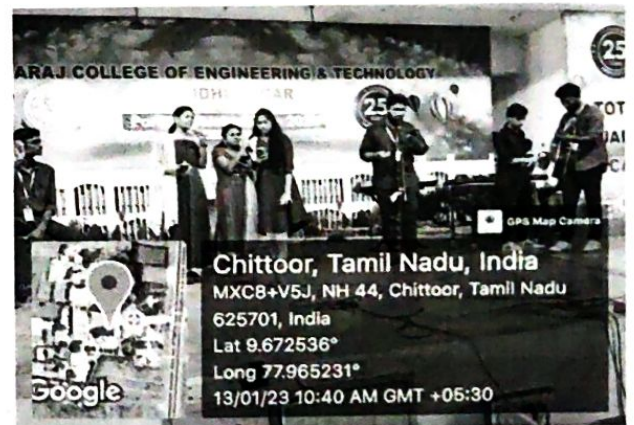 ARAJ COLLEGE OF ENGINEERING & TECHNOLOGY
25
25
TOT
GPS Map Camera
Chittoor, Tamil Nadu, India
MXC8+V5J, NH 44, Chittoor, Tamil Nadu
625701, India
Lat 9.672536°
Long 77.965231°
13/01/23 10:40 AM GMT +05:30
Google